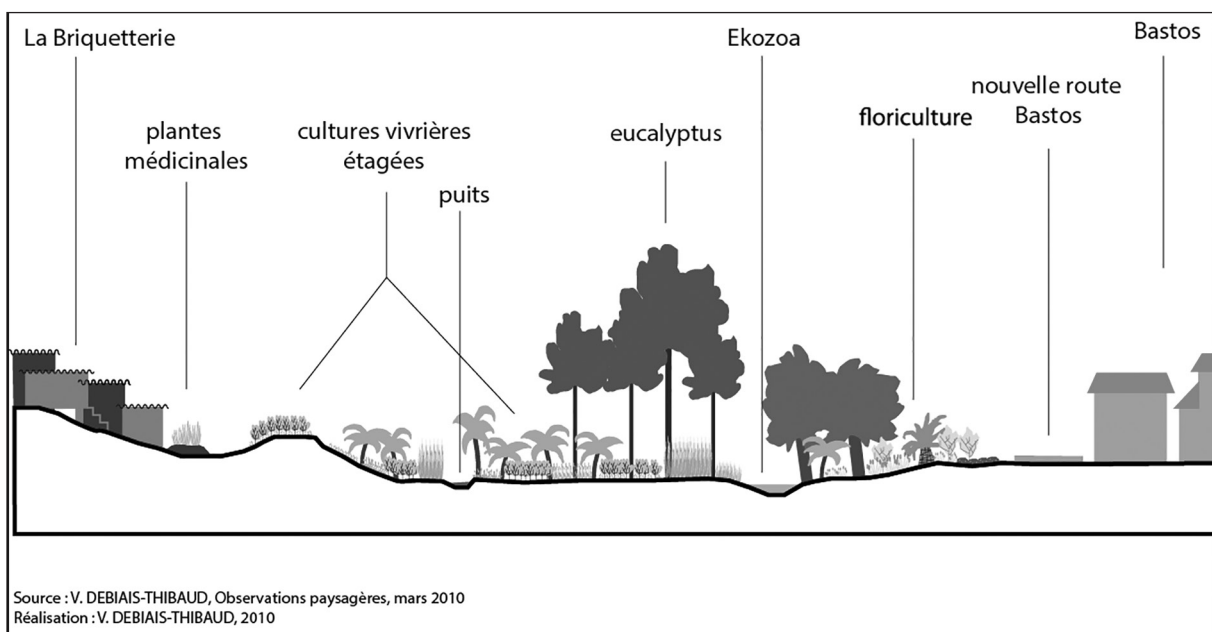 La Briquetterie
plantes
médicinales
cultures vivrières
étagées
puits
eucalyptus
Ekozoa
floriculture
nouvelle route
Bastos
Bastos
Source : V. DEBIAIS-THIBAUD, Observations paysagères, mars 2010
Réalisation : V. DEBIAIS-THIBAUD, 2010